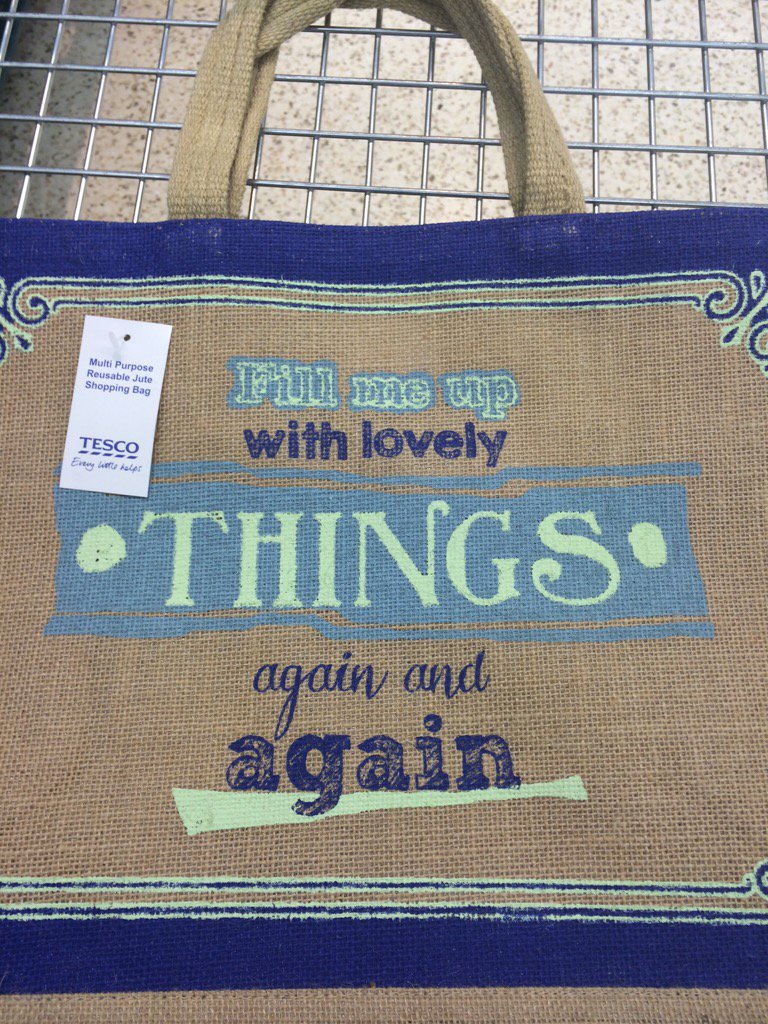 Multi Purpose
Reusable Jute
Shopping Bag
TESCO
Every little helps
Fill me up
with lovely
THINGS
again and
again